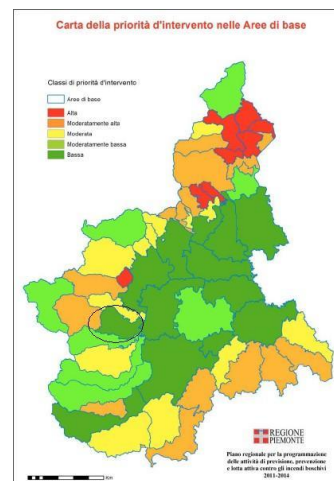 Carta della priorità d'intervento nelle Aree di base
Classi di priorità d'intervento
Aree di base
Alta
Moderatamente alta
Moderata
Moderatamente bassa
Bassa
REGIONE
PIEMONTE
Piano regionale per la programmazione
delle attività di previsione, prevenzione
e lotta attiva contro gli incendi boschivi
2011-2014